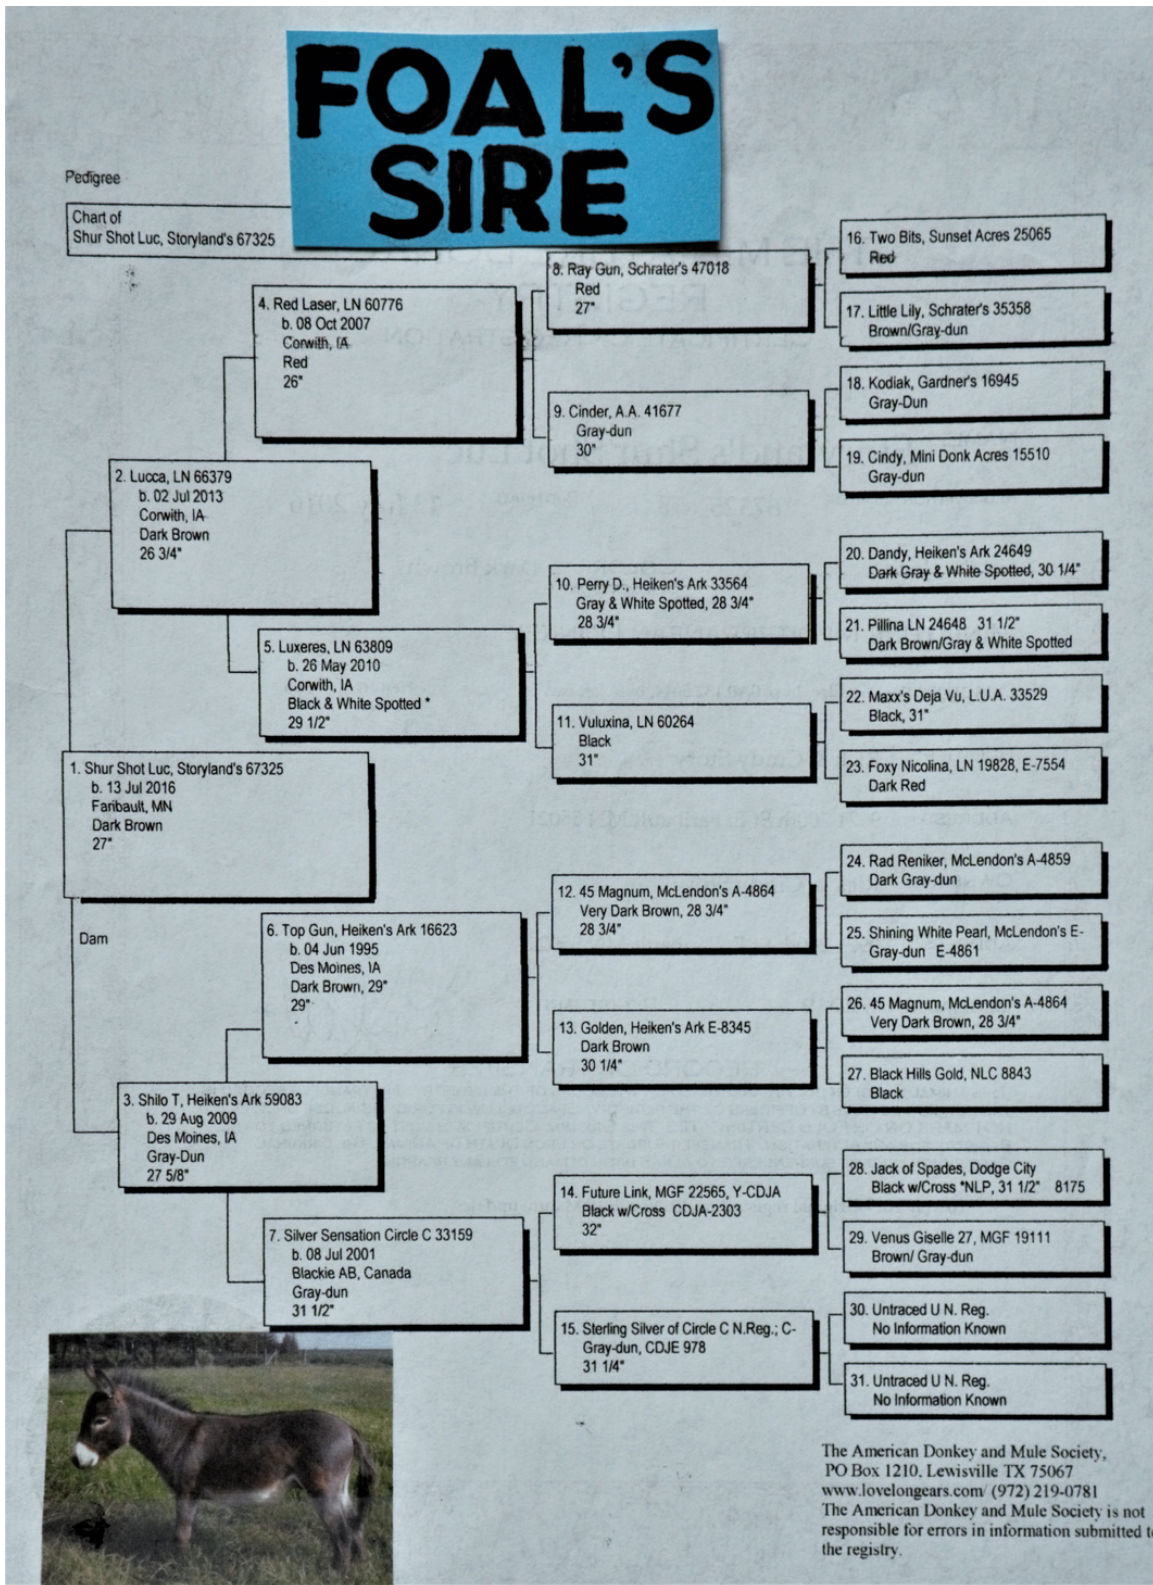 FOAL'S
SIRE
Pedigree
Chart of
Shur Shot Luc, Storyland's 67325
16. Two Bits, Sunset Acres 25065
Red
8. Ray Gun, Schrater's 47018
Red
27"
17. Little Lily, Schrater's 35358
Brown/Gray-dun
4. Red Laser, LN 60776
b. 08 Oct 2007
Corwith, IA
Red
26"
18. Kodiak, Gardner's 16945
Gray-Dun
9. Cinder, A.A. 41677
Gray-dun
30"
19. Cindy, Mini Donk Acres 15510
Gray-dun
2. Lucca, LN 66379
b. 02 Jul 2013
Corwith, IA
Dark Brown
26 3/4"
20. Dandy, Heiken's Ark 24649
Dark Gray & White Spotted, 30 1/4"
10. Perry D., Heiken's Ark 33564
Gray & White Spotted, 28 3/4"
28 3/4"
21. Pillina LN 24648 31 1/2"
Dark Brown/Gray & White Spotted
5. Luxeres, LN 63809
b. 26 May 2010
Corwith, IA
Black & White Spotted *
29 1/2"
22. Maxx's Deja Vu, L.U.A. 33529
Black, 31"
11. Vuluxina, LN 60264
Black
31"
23. Foxy Nicolina, LN 19828, E-7554
Dark Red
1. Shur Shot Luc, Storyland's 67325
b. 13 Jul 2016
Faribault, MN
Dark Brown
27"
24. Rad Reniker, McLendon's A-4859
Dark Gray-dun
12. 45 Magnum, McLendon's A-4864
Very Dark Brown, 28 3/4"
28 3/4"
25. Shining White Pearl, McLendon's E-
Gray-dun E-4861
Dam
6. Top Gun, Heiken's Ark 16623
b. 04 Jun 1995
Des Moines, IA
Dark Brown, 29"
29"
26. 45 Magnum, McLendon's A-4864
Very Dark Brown, 28 3/4"
13. Golden, Heiken's Ark E-8345
Dark Brown
30 1/4"
27. Black Hills Gold, NLC 8843
Black
3. Shilo T, Heiken's Ark 59083
b. 29 Aug 2009
Des Moines, IA
Gray-Dun
27 5/8"
28. Jack of Spades, Dodge City
Black w/Cross *NLP, 31 1/2" 8175
14. Future Link, MGF 22565, Y-CDJA
Black w/Cross CDJA-2303
32"
29. Venus Giselle 27, MGF 19111
Brown/ Gray-dun
7. Silver Sensation Circle C 33159
b. 08 Jul 2001
Blackie AB, Canada
Gray-dun
31 1/2"
30. Untraced U N. Reg.
No Information Known
15. Sterling Silver of Circle C N.Reg.; C-
Gray-dun, CDJE 978
31 1/4"
31. Untraced U N. Reg.
No Information Known
The American Donkey and Mule Society,
PO Box 1210, Lewisville TX 75067
www.lovelongears.com/ (972) 219-0781
The American Donkey and Mule Society is not
responsible for errors in information submitted to
the registry.